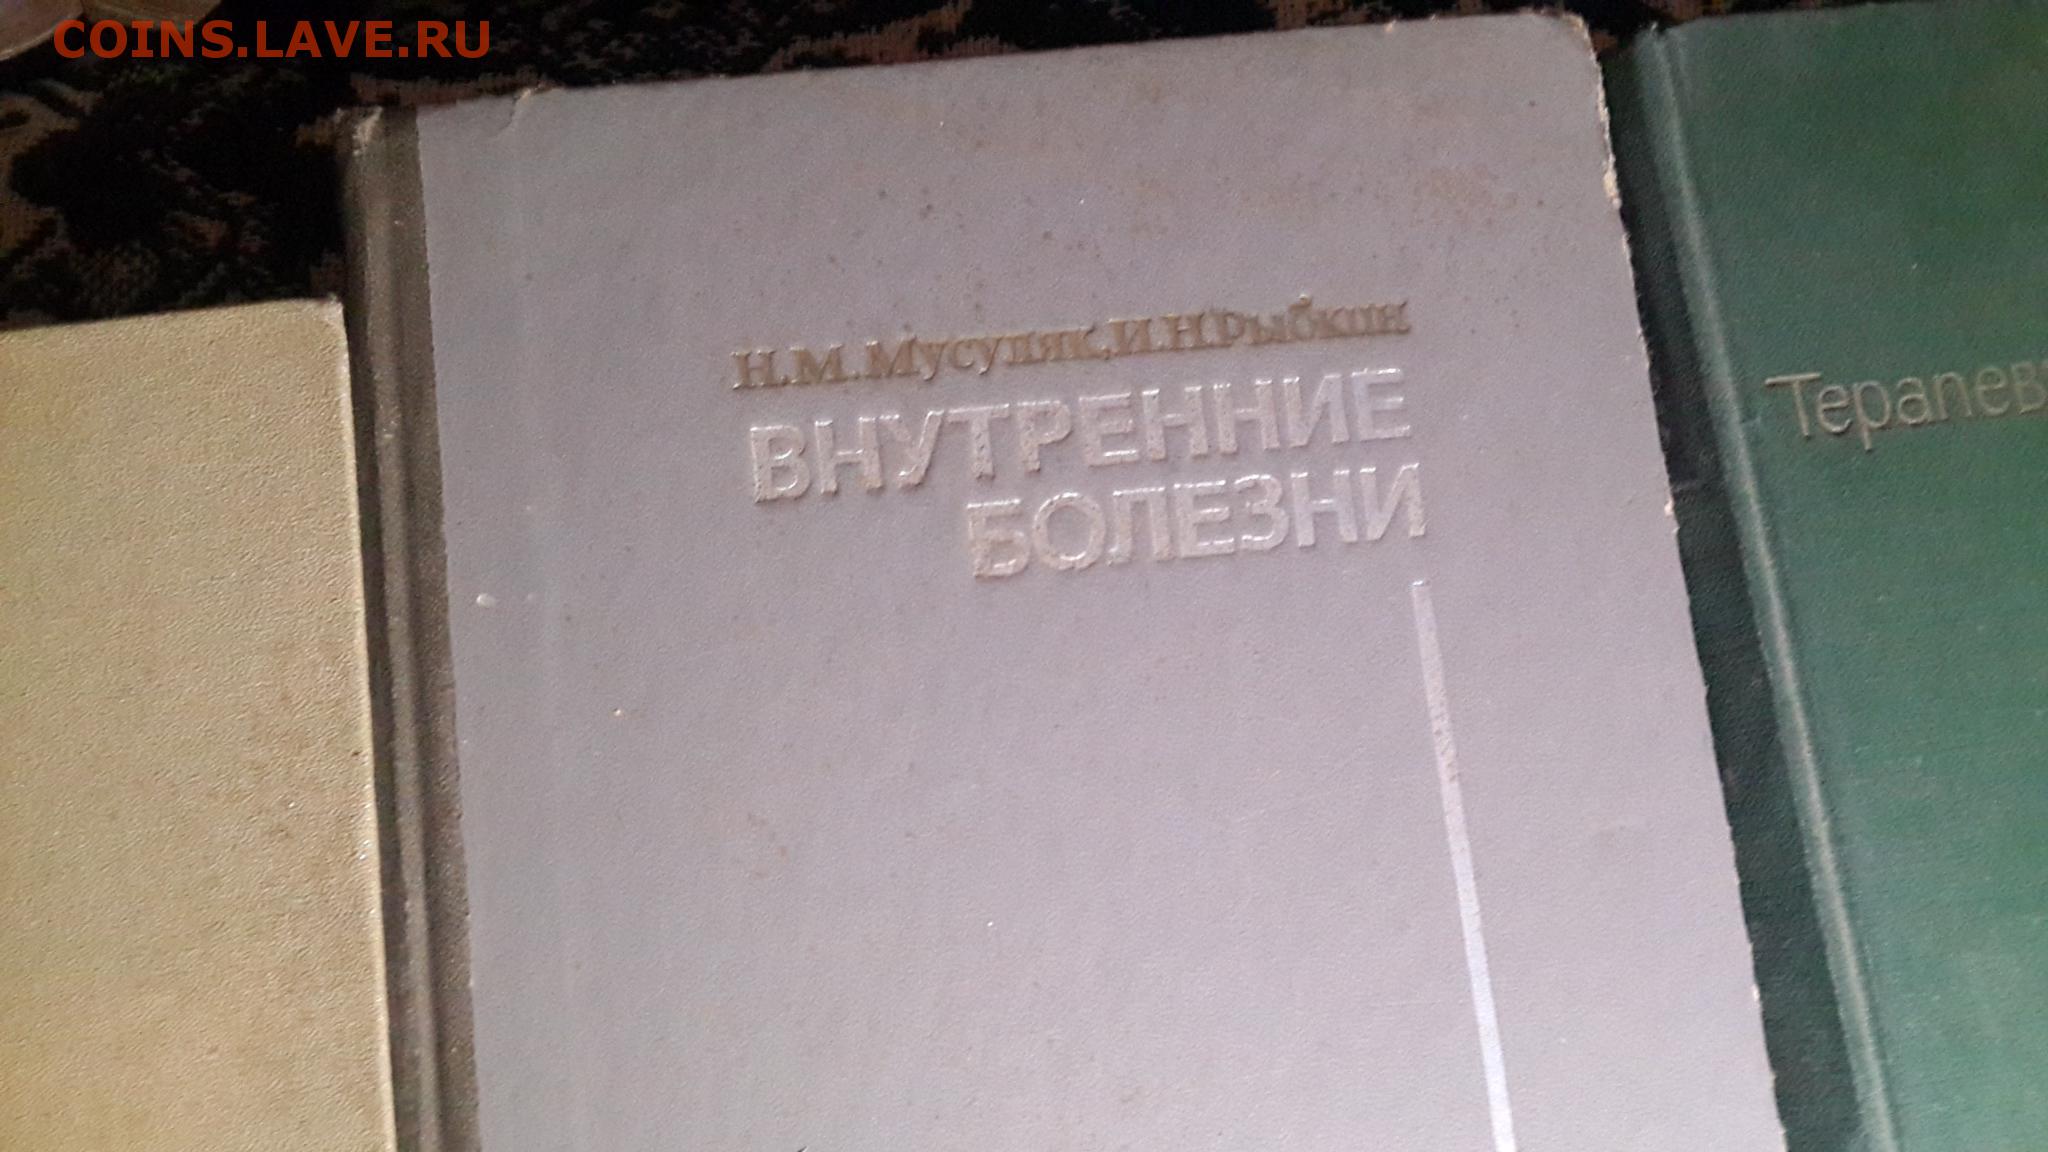 COINS.LAVE.RU
Н.М.Мусуляк, И.Н.Рыбкин
ВНУТРЕННИЕ
БОЛЕЗНИ
Терапев